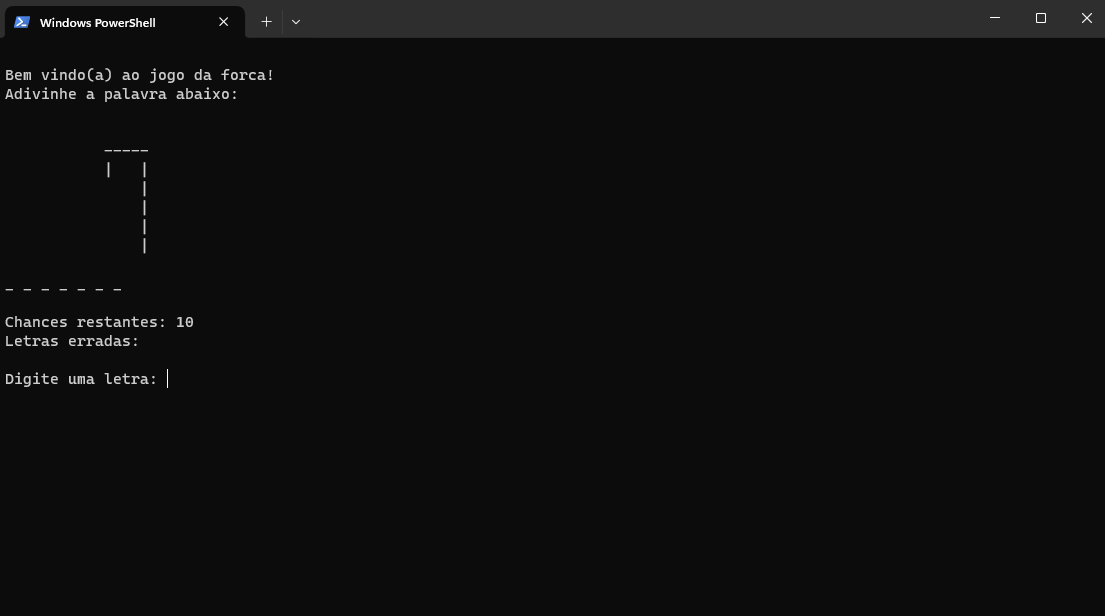 Windows PowerShell
Bem vindo(a) ao jogo da forca!
Adivinhe a palavra abaixo:
-----
|   |
|
|
|
|
_ _ _ _ _ _ _
Chances restantes: 10
Letras erradas:
Digite uma letra: